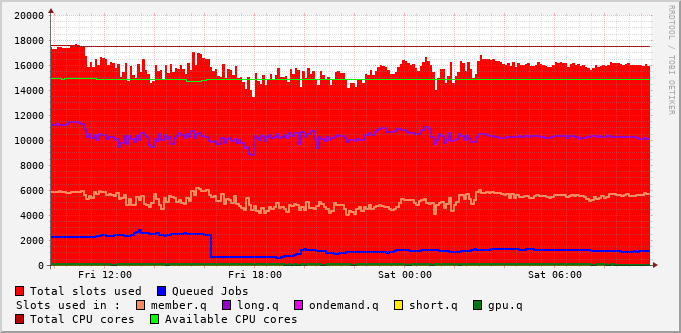 20000
18000
16000
14000
12000
10000
8000
6000
4000
2000
0
Fri 12:00 Fri 18:00 Sat 00:00 Sat 06:00
RRDTOOL / TOBI OETIKER
Total slots used Queued Jobs
Slots used in : member.q long.q ondemand.q short.q gpu.q
Total CPU cores Available CPU cores